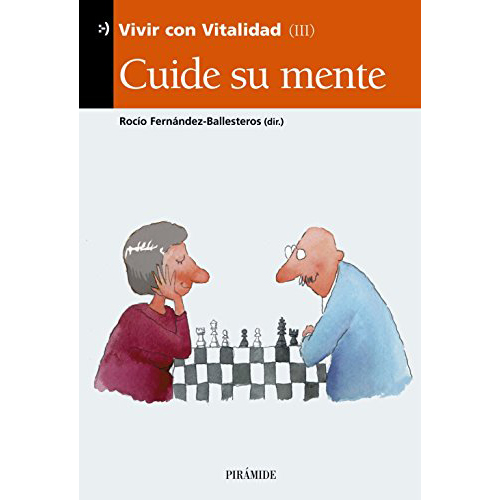 :-) Vivir con Vitalidad (III)
Cuide su mente
Rocío Fernández-Ballesteros (dir.)
PIRÁMIDE